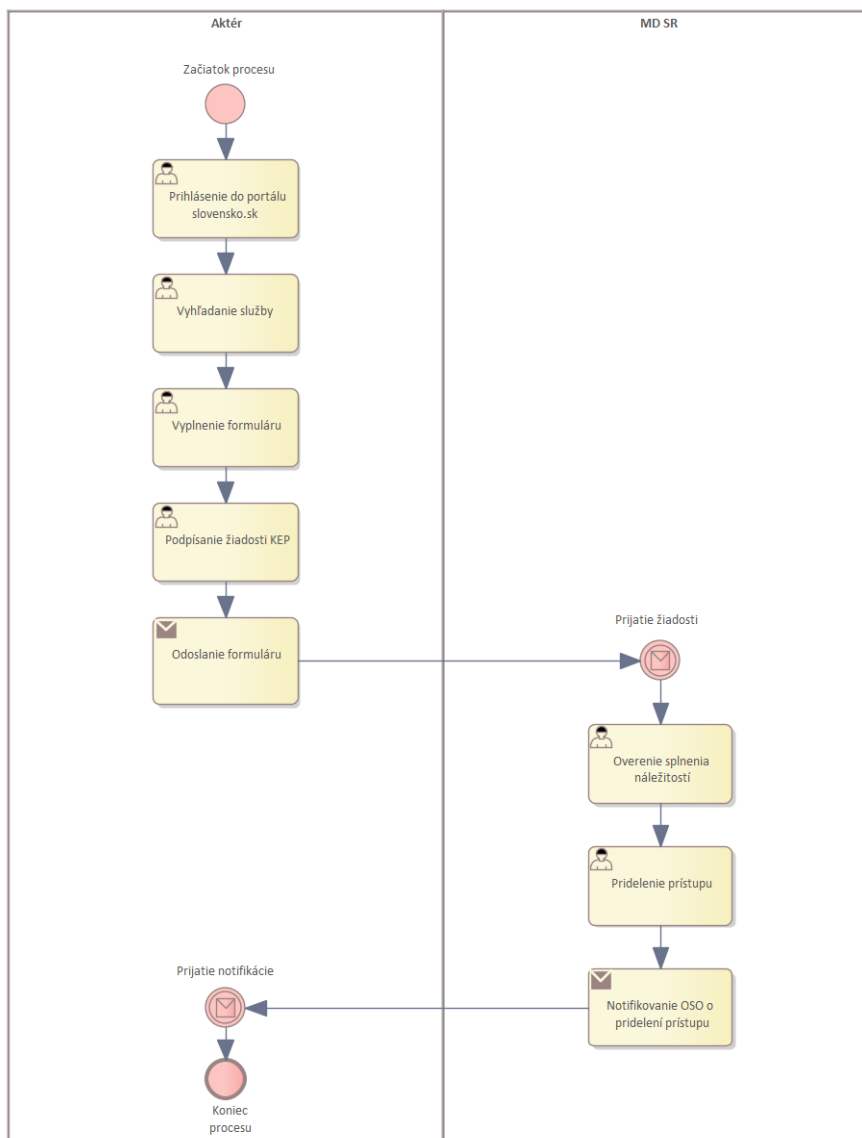 Aktér
MD SR
Začiatok procesu
Prihlásenie do portálu
slovensko.sk
Vyhľadanie služby
Vyplnenie formuláru
Podpísanie žiadosti KEP
Odoslanie formuláru
Prijatie žiadosti
Overenie splnenia
náležitostí
Pridelenie prístupu
Notifikovanie OSO o
pridelení prístupu
Prijatie notifikácie
Koniec
procesu